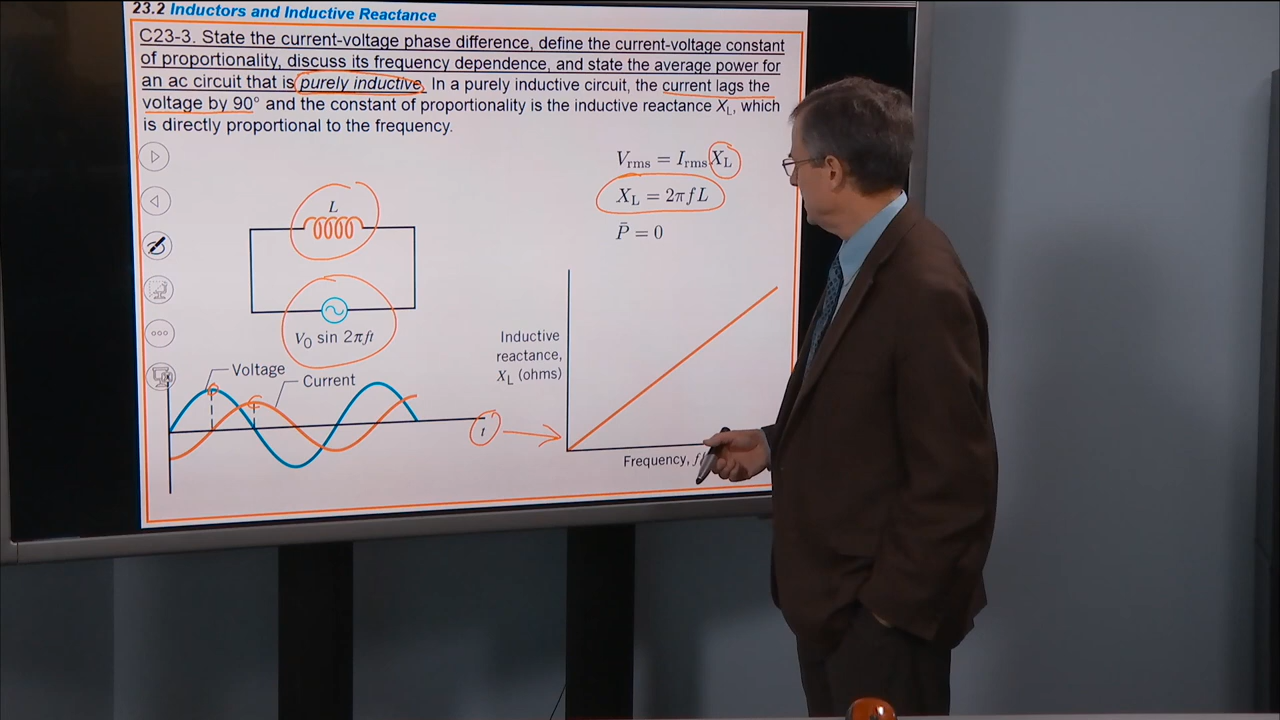 23.2 Inductors and Inductive Reactance
C23-3. State the current-voltage phase difference, define the current-voltage constant
of proportionality, discuss its frequency dependence, and state the average power for
an ac circuit that is purely inductive. In a purely inductive circuit, the current lags the
voltage by 90° and the constant of proportionality is the inductive reactance X_L, which
is directly proportional to the frequency.
V_rms = I_rms X_L
X_L = 2πfL
P̄ = 0
L
V₀ sin 2πft
Voltage
Current
t
Inductive
reactance,
X_L (ohms)
Frequency, f